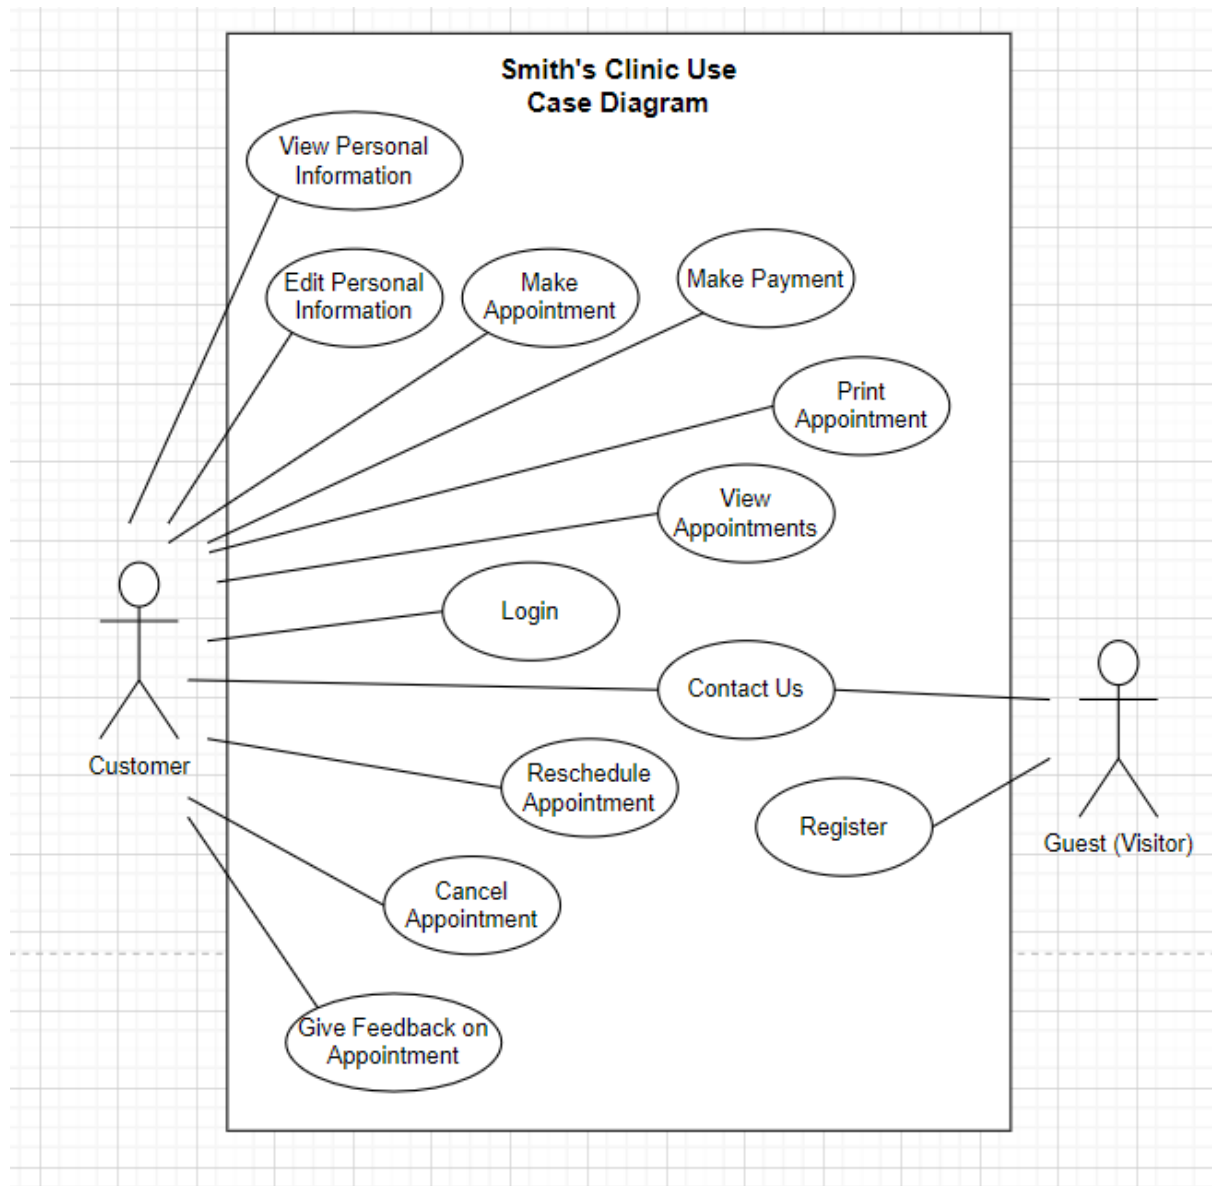 Smith's Clinic Use
Case Diagram
View Personal
Information
Edit Personal
Information
Make
Appointment
Make Payment
Print
Appointment
View
Appointments
Login
Contact Us
Customer
Reschedule
Appointment
Register
Guest (Visitor)
Cancel
Appointment
Give Feedback on
Appointment